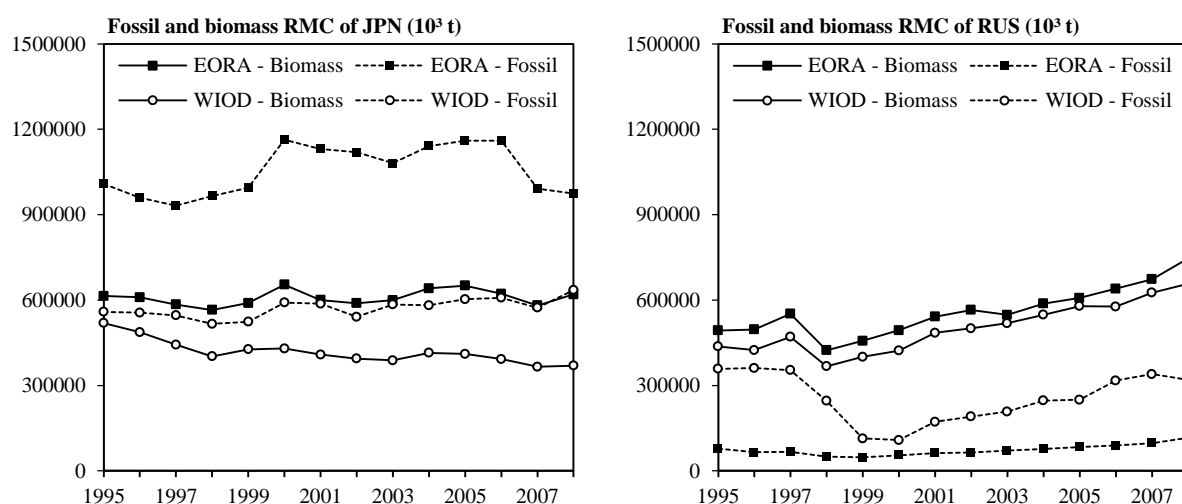 Fossil and biomass RMC of JPN (10³ t)
1500000
1200000
900000
600000
300000
0
EORA - Biomass
EORA - Fossil
WIOD - Biomass
WIOD - Fossil
1995 1997 1999 2001 2003 2005 2007
Fossil and biomass RMC of RUS (10³ t)
1500000
1200000
900000
600000
300000
0
EORA - Biomass
EORA - Fossil
WIOD - Biomass
WIOD - Fossil
1995 1997 1999 2001 2003 2005 2007